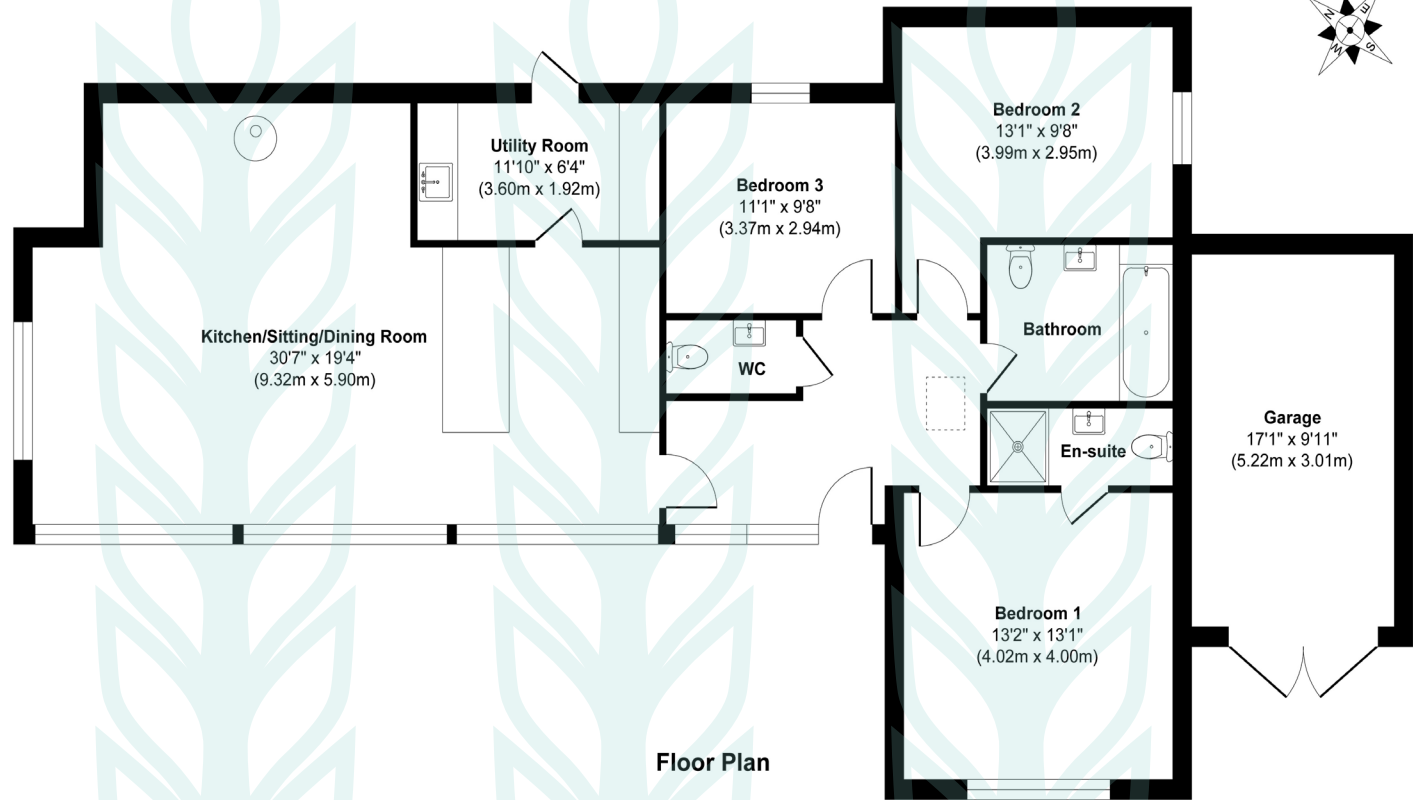 N
E
S
W
Bedroom 2
13'1" x 9'8"
(3.99m x 2.95m)
Utility Room
11'10" x 6'4"
(3.60m x 1.92m)
Bedroom 3
11'1" x 9'8"
(3.37m x 2.94m)
Kitchen/Sitting/Dining Room
30'7" x 19'4"
(9.32m x 5.90m)
Bathroom
WC
Garage
17'1" x 9'11"
(5.22m x 3.01m)
En-suite
Bedroom 1
13'2" x 13'1"
(4.02m x 4.00m)
Floor Plan